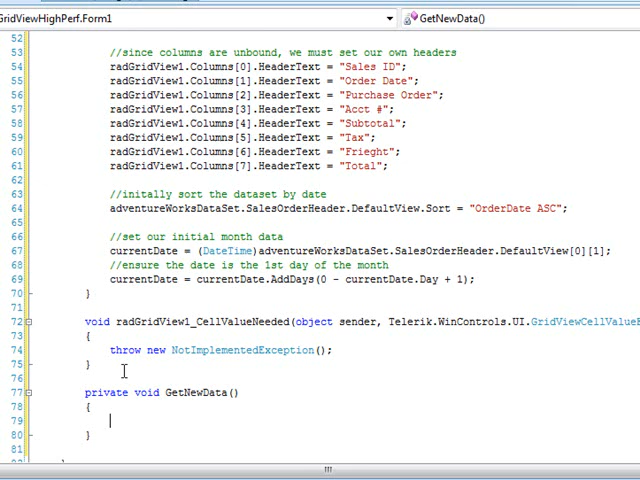 GridViewHighPerf.Form1 GetNewData()
52
53 //since columns are unbound, we must set our own headers
54 radGridView1.Columns[0].HeaderText = "Sales ID";
55 radGridView1.Columns[1].HeaderText = "Order Date";
56 radGridView1.Columns[2].HeaderText = "Purchase Order";
57 radGridView1.Columns[3].HeaderText = "Acct #";
58 radGridView1.Columns[4].HeaderText = "Subtotal";
59 radGridView1.Columns[5].HeaderText = "Tax";
60 radGridView1.Columns[6].HeaderText = "Frieght";
61 radGridView1.Columns[7].HeaderText = "Total";
62
63 //initally sort the dataset by date
64 adventureWorksDataSet.SalesOrderHeader.DefaultView.Sort = "OrderDate ASC";
65
66 //set our initial month data
67 currentDate = (DateTime)adventureWorksDataSet.SalesOrderHeader.DefaultView[0][1];
68 //ensure the date is the 1st day of the month
69 currentDate = currentDate.AddDays(0 - currentDate.Day + 1);
70 }
71
72 void radGridView1_CellValueNeeded(object sender, Telerik.WinControls.UI.GridViewCellValueE
73 {
74 throw new NotImplementedException();
75 }
76
77 private void GetNewData()
78 {
79
80 }
81